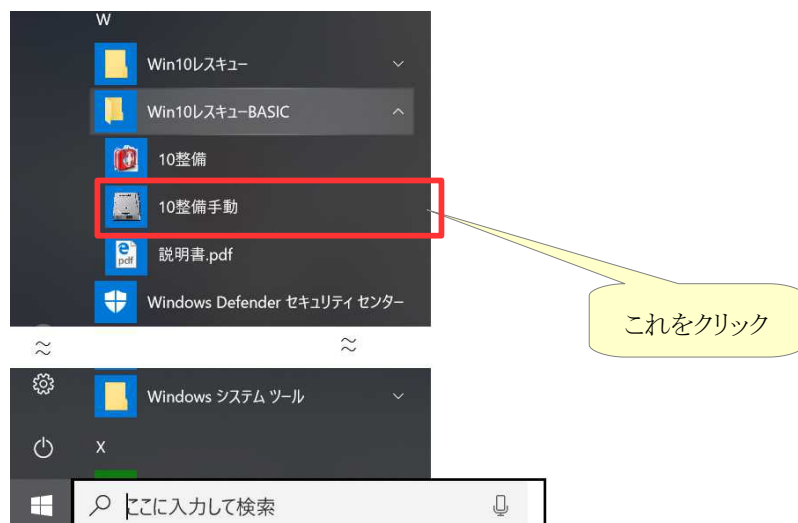 W
Win10レスキュー
Win10レスキューBASIC
10整備
10整備手動
説明書.pdf
Windows Defender セキュリティ センター
これをクリック
≈ ≈
Windows システム ツール
X
ここに入力して検索